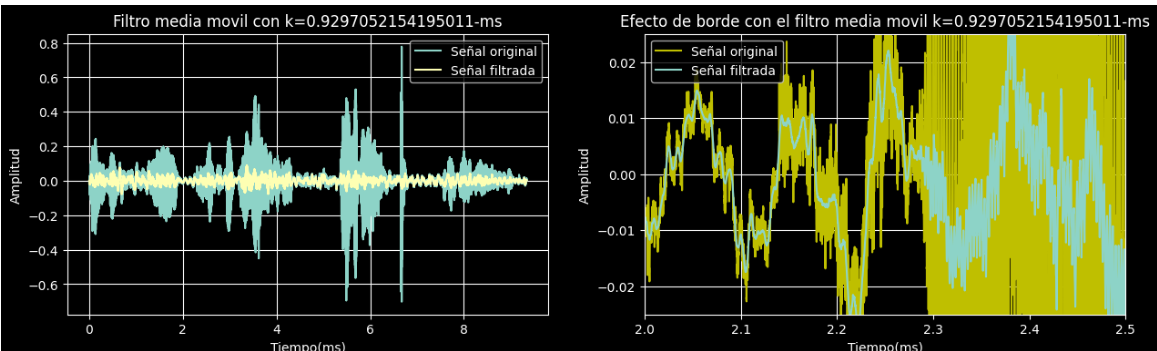 Filtro media movil con k=0.9297052154195011-ms
0.8
0.6
0.4
0.2
0.0
−0.2
−0.4
−0.6
Amplitud
Señal original
Señal filtrada
0
2
4
6
8
Tiempo(ms)
Efecto de borde con el filtro media movil k=0.9297052154195011-ms
0.02
0.01
0.00
−0.01
−0.02
Amplitud
Señal original
Señal filtrada
2.0
2.1
2.2
2.3
2.4
2.5
Tiempo(ms)